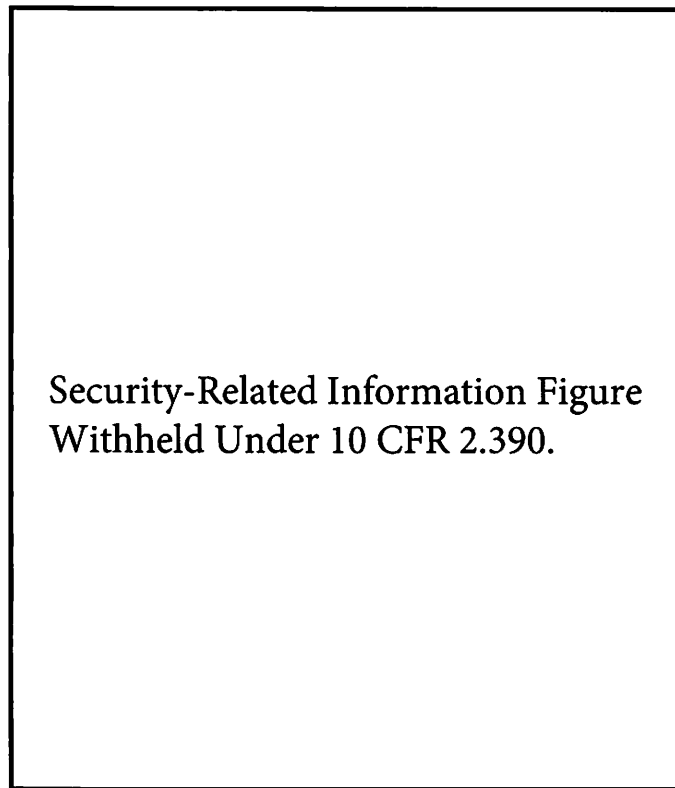 Security-Related Information Figure
Withheld Under 10 CFR 2.390.